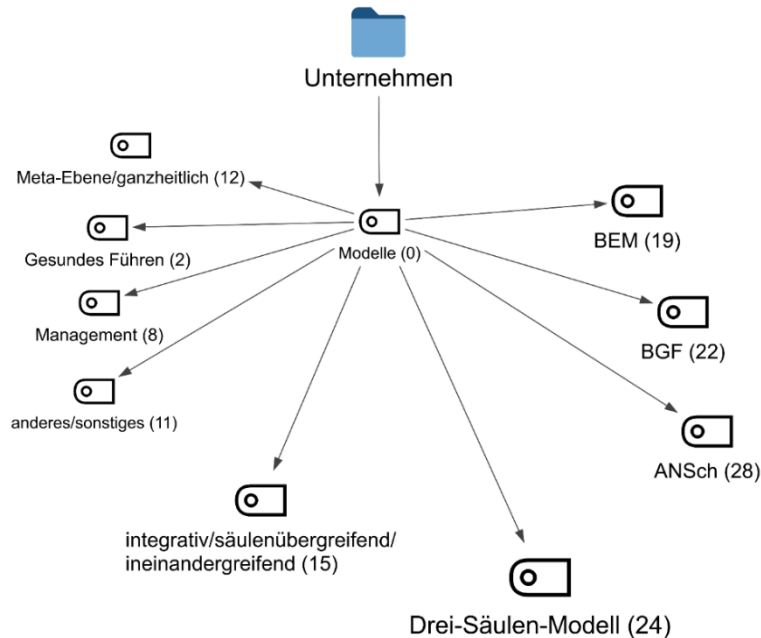 Unternehmen
Meta-Ebene/ganzheitlich (12)
Gesundes Führen (2)
Management (8)
anderes/sonstiges (11)
Modelle (0)
BEM (19)
BGF (22)
ANSch (28)
integrativ/säulenübergreifend/
ineinandergreifend (15)
Drei-Säulen-Modell (24)